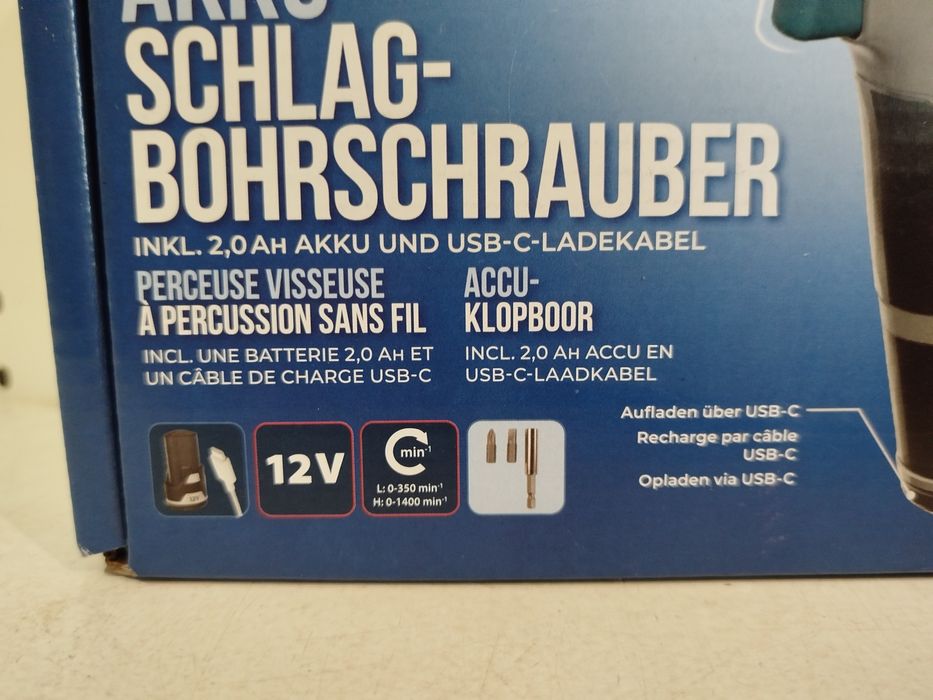 AKKU
SCHLAG-
BOHRSCHRAUBER
INKL. 2,0 AH AKKU UND USB-C-LADEKABEL
PERCEUSE VISSEUSE
À PERCUSSION SANS FIL
INCL. UNE BATTERIE 2,0 AH ET
UN CÂBLE DE CHARGE USB-C
ACCU-
KLOPBOOR
INCL. 2,0 AH ACCU EN
USB-C-LAADKABEL
Aufladen über USB-C
Recharge par câble
USB-C
Opladen via USB-C
12V
12V
min⁻¹
L: 0-350 min⁻¹
H: 0-1400 min⁻¹